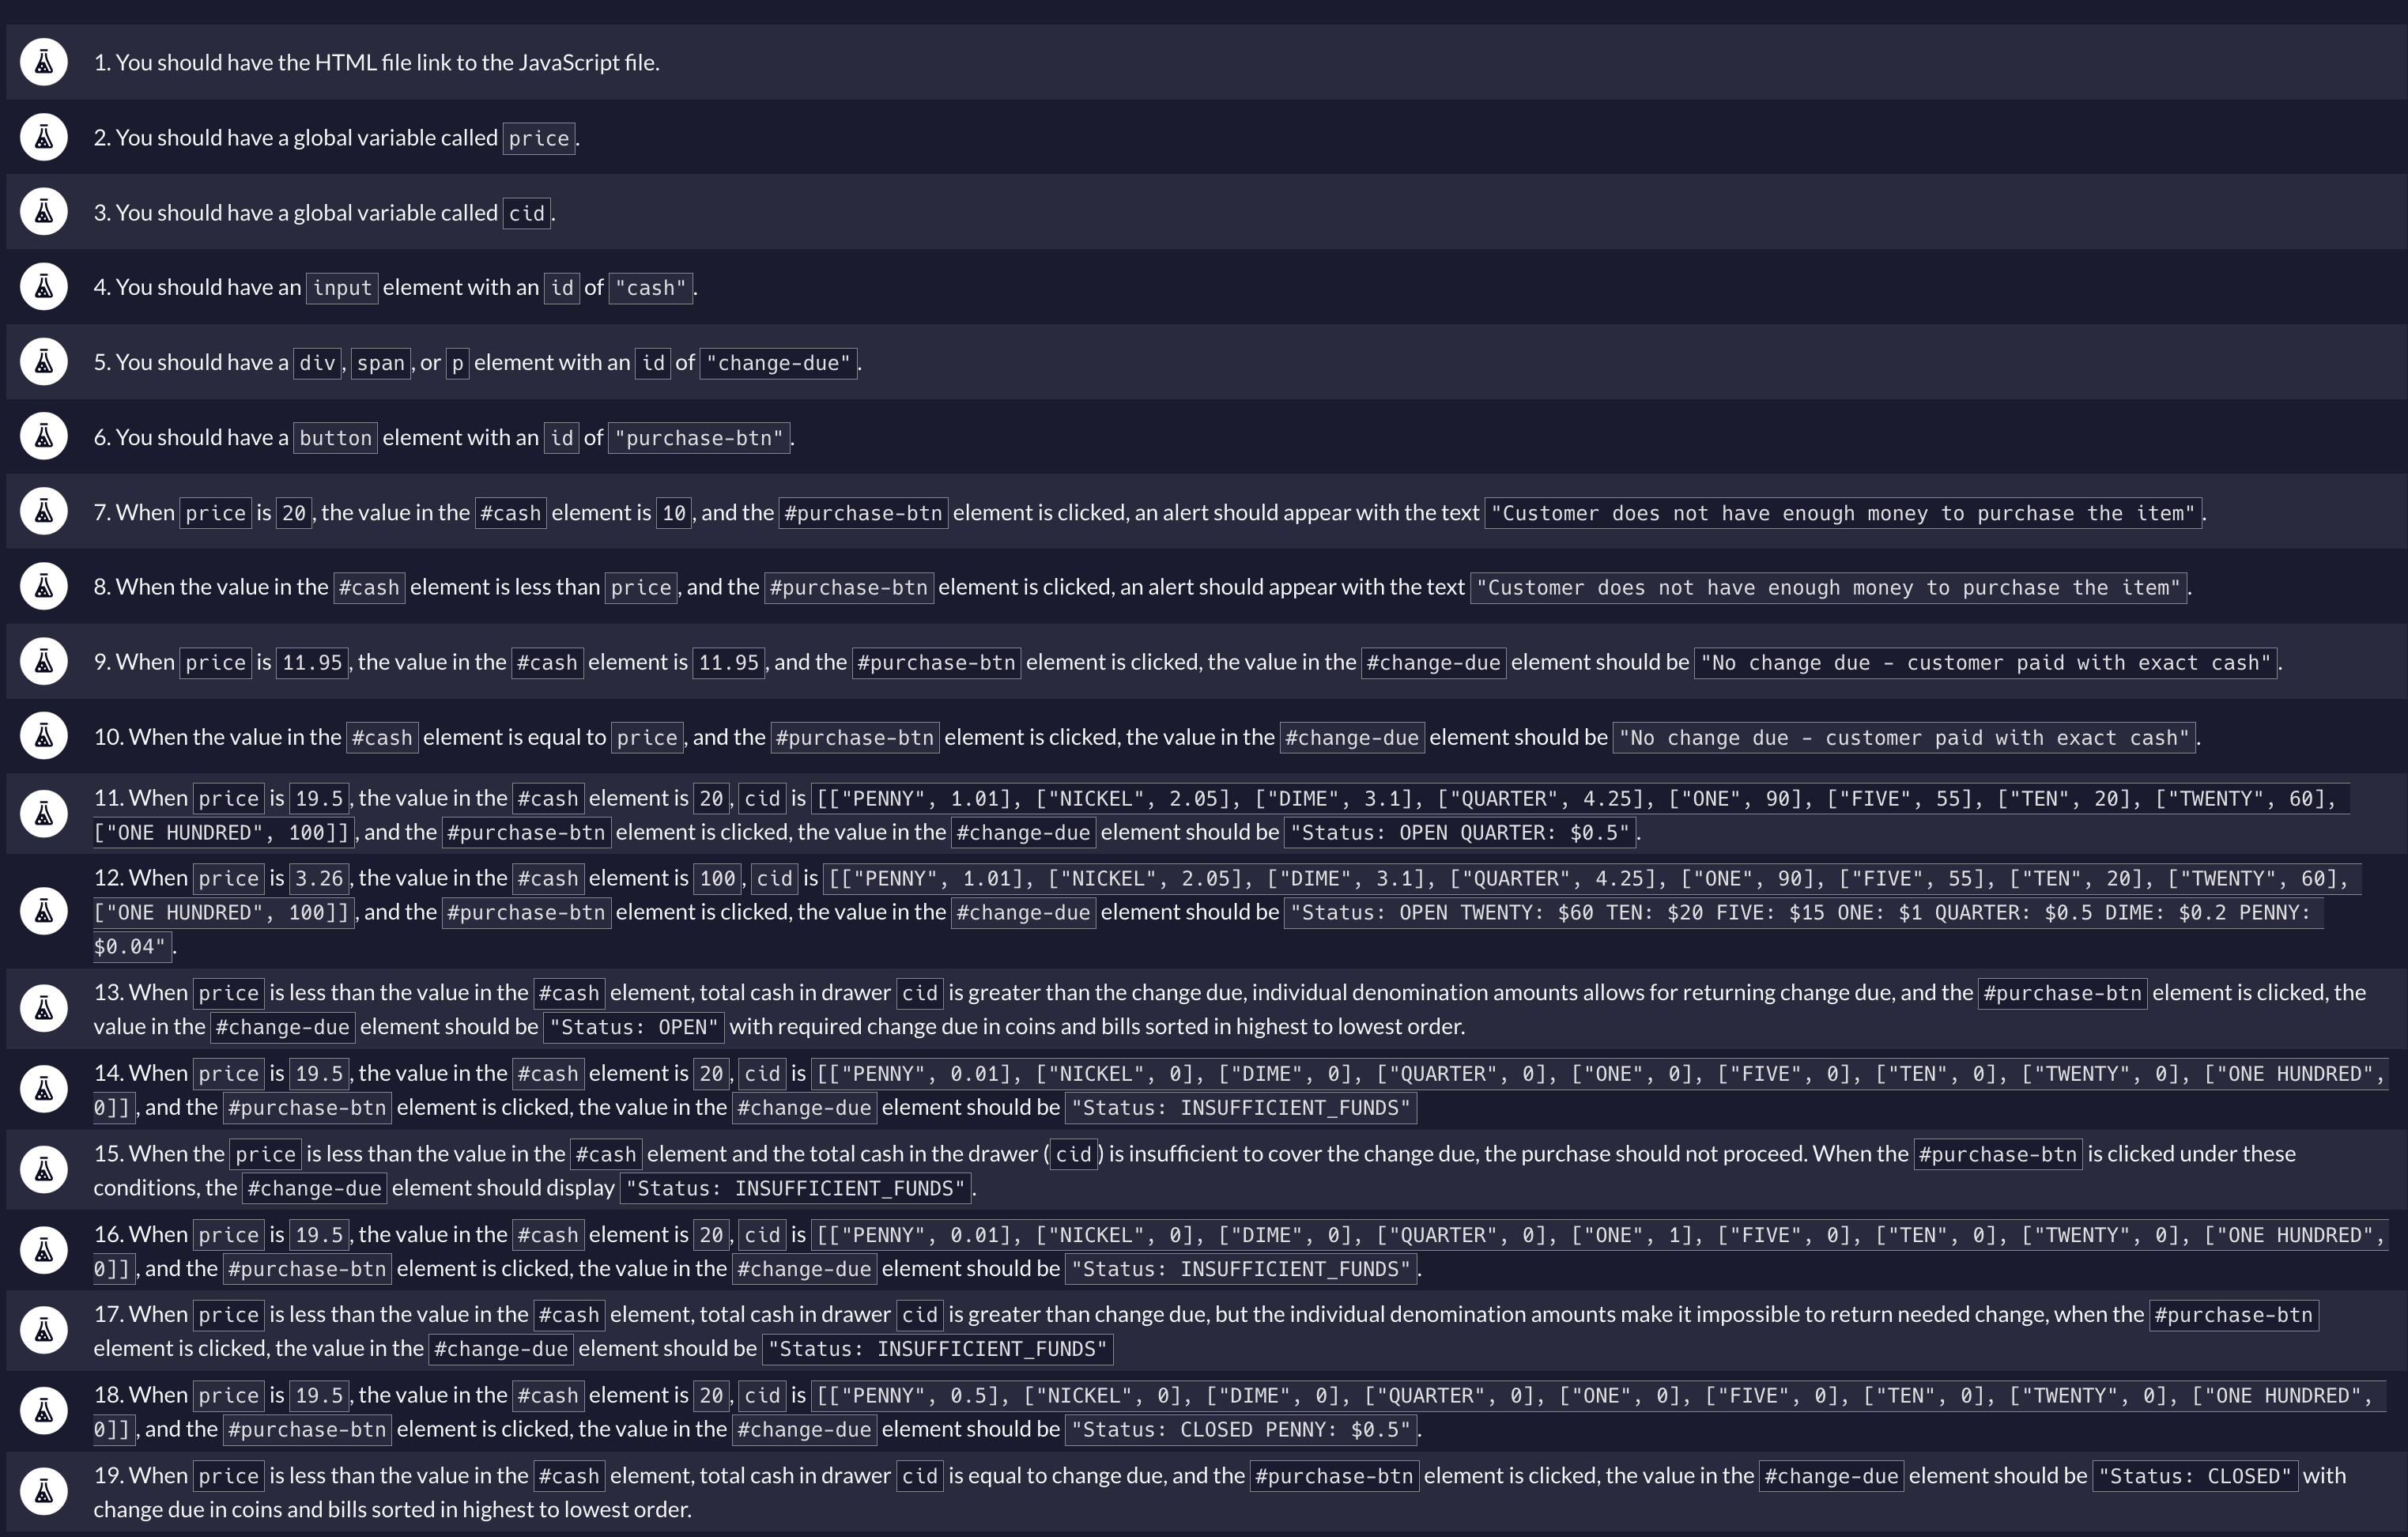 1. You should have the HTML file link to the JavaScript file.
2. You should have a global variable called price.
3. You should have a global variable called cid.
4. You should have an input element with an id of "cash".
5. You should have a div, span, or p element with an id of "change-due".
6. You should have a button element with an id of "purchase-btn".
7. When price is 20, the value in the #cash element is 10, and the #purchase-btn element is clicked, an alert should appear with the text "Customer does not have enough money to purchase the item".
8. When the value in the #cash element is less than price, and the #purchase-btn element is clicked, an alert should appear with the text "Customer does not have enough money to purchase the item".
9. When price is 11.95, the value in the #cash element is 11.95, and the #purchase-btn element is clicked, the value in the #change-due element should be "No change due - customer paid with exact cash".
10. When the value in the #cash element is equal to price, and the #purchase-btn element is clicked, the value in the #change-due element should be "No change due - customer paid with exact cash".
11. When price is 19.5, the value in the #cash element is 20, cid is [["PENNY", 1.01], ["NICKEL", 2.05], ["DIME", 3.1], ["QUARTER", 4.25], ["ONE", 90], ["FIVE", 55], ["TEN", 20], ["TWENTY", 60],
["ONE HUNDRED", 100]], and the #purchase-btn element is clicked, the value in the #change-due element should be "Status: OPEN QUARTER: $0.5".
12. When price is 3.26, the value in the #cash element is 100, cid is [["PENNY", 1.01], ["NICKEL", 2.05], ["DIME", 3.1], ["QUARTER", 4.25], ["ONE", 90], ["FIVE", 55], ["TEN", 20], ["TWENTY", 60],
["ONE HUNDRED", 100]], and the #purchase-btn element is clicked, the value in the #change-due element should be "Status: OPEN TWENTY: $60 TEN: $20 FIVE: $15 ONE: $1 QUARTER: $0.5 DIME: $0.2 PENNY:
$0.04".
13. When price is less than the value in the #cash element, total cash in drawer cid is greater than the change due, individual denomination amounts allows for returning change due, and the #purchase-btn element is clicked, the
value in the #change-due element should be "Status: OPEN" with required change due in coins and bills sorted in highest to lowest order.
14. When price is 19.5, the value in the #cash element is 20, cid is [["PENNY", 0.01], ["NICKEL", 0], ["DIME", 0], ["QUARTER", 0], ["ONE", 0], ["FIVE", 0], ["TEN", 0], ["TWENTY", 0], ["ONE HUNDRED",
0]], and the #purchase-btn element is clicked, the value in the #change-due element should be "Status: INSUFFICIENT_FUNDS"
15. When the price is less than the value in the #cash element and the total cash in the drawer (cid) is insufficient to cover the change due, the purchase should not proceed. When the #purchase-btn is clicked under these
conditions, the #change-due element should display "Status: INSUFFICIENT_FUNDS".
16. When price is 19.5, the value in the #cash element is 20, cid is [["PENNY", 0.01], ["NICKEL", 0], ["DIME", 0], ["QUARTER", 0], ["ONE", 1], ["FIVE", 0], ["TEN", 0], ["TWENTY", 0], ["ONE HUNDRED",
0]], and the #purchase-btn element is clicked, the value in the #change-due element should be "Status: INSUFFICIENT_FUNDS".
17. When price is less than the value in the #cash element, total cash in drawer cid is greater than change due, but the individual denomination amounts make it impossible to return needed change, when the #purchase-btn
element is clicked, the value in the #change-due element should be "Status: INSUFFICIENT_FUNDS"
18. When price is 19.5, the value in the #cash element is 20, cid is [["PENNY", 0.5], ["NICKEL", 0], ["DIME", 0], ["QUARTER", 0], ["ONE", 0], ["FIVE", 0], ["TEN", 0], ["TWENTY", 0], ["ONE HUNDRED",
0]], and the #purchase-btn element is clicked, the value in the #change-due element should be "Status: CLOSED PENNY: $0.5".
19. When price is less than the value in the #cash element, total cash in drawer cid is equal to change due, and the #purchase-btn element is clicked, the value in the #change-due element should be "Status: CLOSED" with
change due in coins and bills sorted in highest to lowest order.